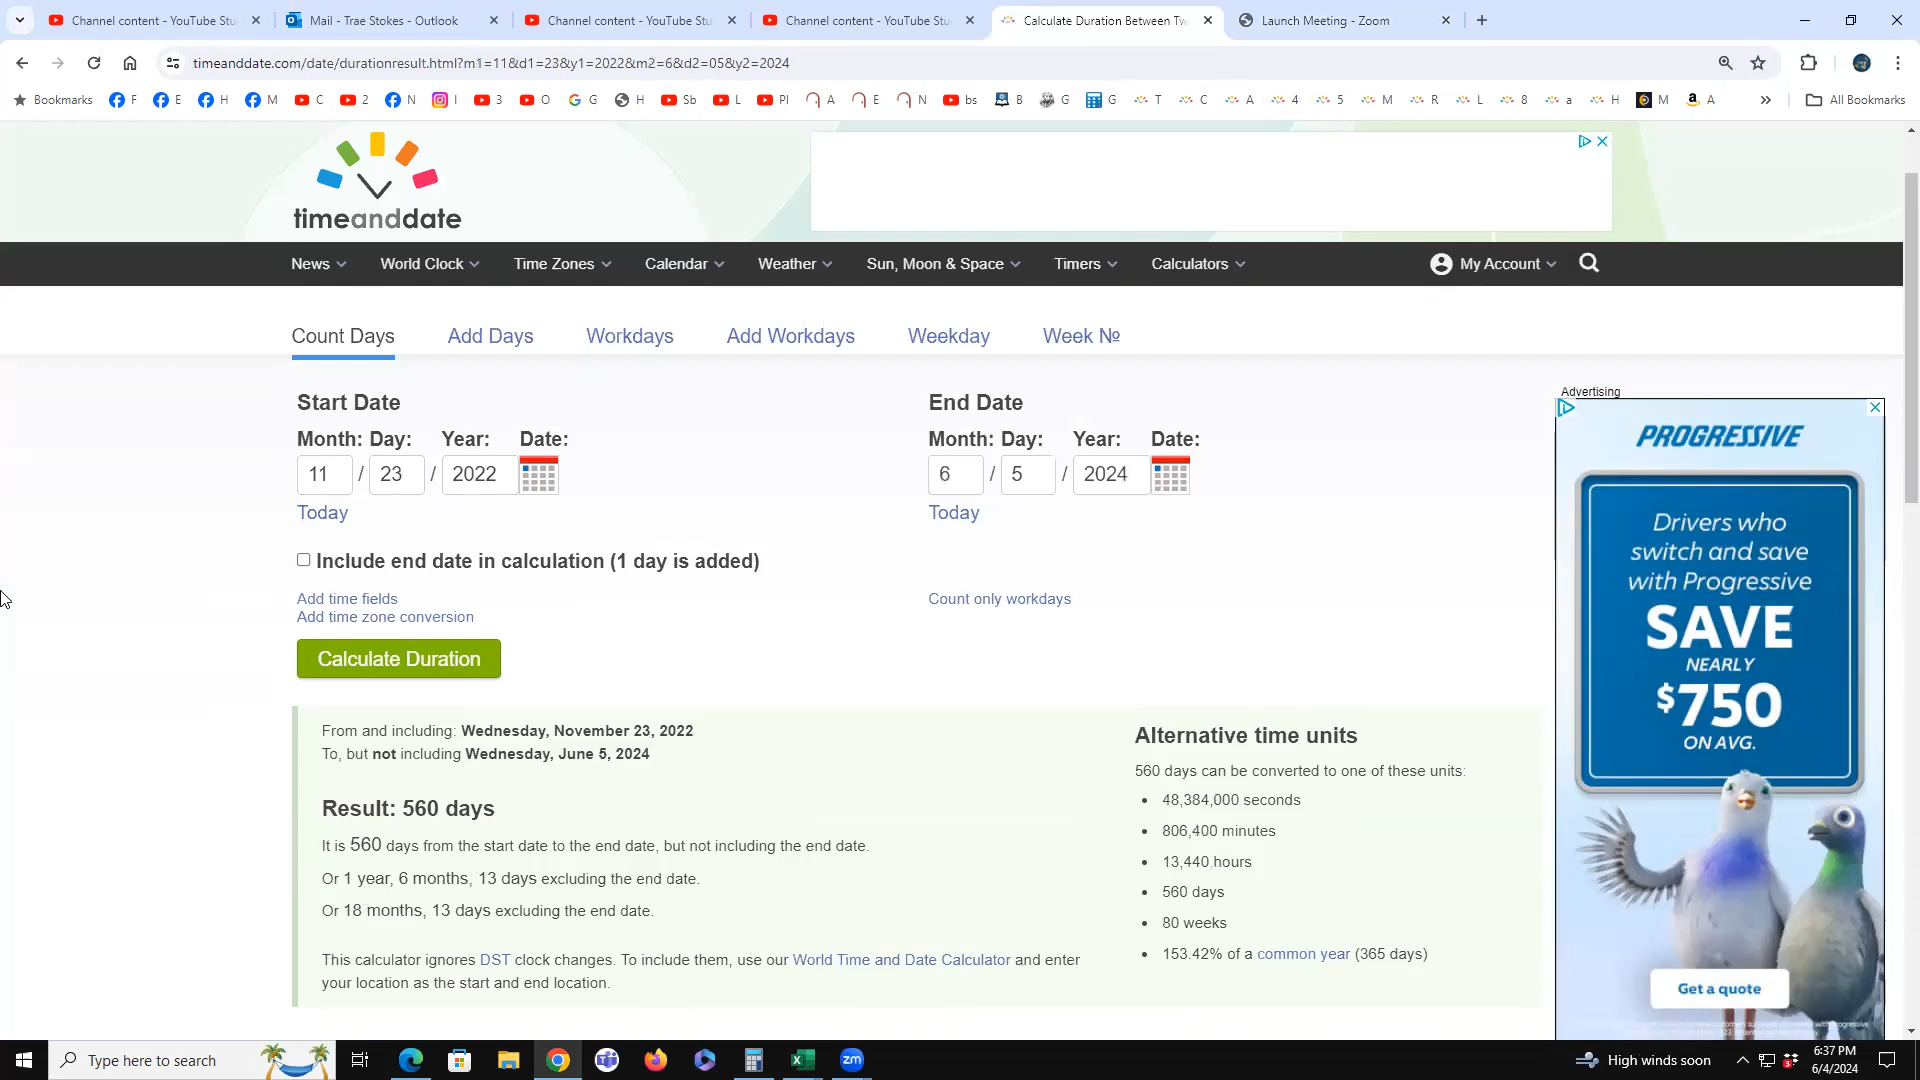 Channel content - YouTube Stu
Mail - Trae Stokes - Outlook
Channel content - YouTube Stu
Channel content - YouTube Stu
Calculate Duration Between Tw
Launch Meeting - Zoom
timeanddate.com/date/durationresult.html?m1=11&d1=23&y1=2022&m2=6&d2=05&y2=2024
Bookmarks F E H M C 2 N I 3 O G H Sb L Pl A E N bs B G G T C A 4 5 M R L 8 a H M A All Bookmarks
timeanddate
News World Clock Time Zones Calendar Weather Sun, Moon & Space Timers Calculators My Account
Count Days Add Days Workdays Add Workdays Weekday Week №
Advertising
Start Date
End Date
Month: Day: Year: Date:
Month: Day: Year: Date:
11 / 23 / 2022
6 / 5 / 2024
Today
Today
Include end date in calculation (1 day is added)
Add time fields
Count only workdays
Add time zone conversion
Calculate Duration
From and including: Wednesday, November 23, 2022
To, but not including Wednesday, June 5, 2024
Result: 560 days
It is 560 days from the start date to the end date, but not including the end date.
Or 1 year, 6 months, 13 days excluding the end date.
Or 18 months, 13 days excluding the end date.
This calculator ignores DST clock changes. To include them, use our World Time and Date Calculator and enter
your location as the start and end location.
Alternative time units
560 days can be converted to one of these units:
48,384,000 seconds
806,400 minutes
13,440 hours
560 days
80 weeks
153.42% of a common year (365 days)
PROGRESSIVE
Drivers who
switch and save
with Progressive
SAVE
NEARLY
$750
ON AVG.
Get a quote
Type here to search
zm
High winds soon
3
6:37 PM
6/4/2024